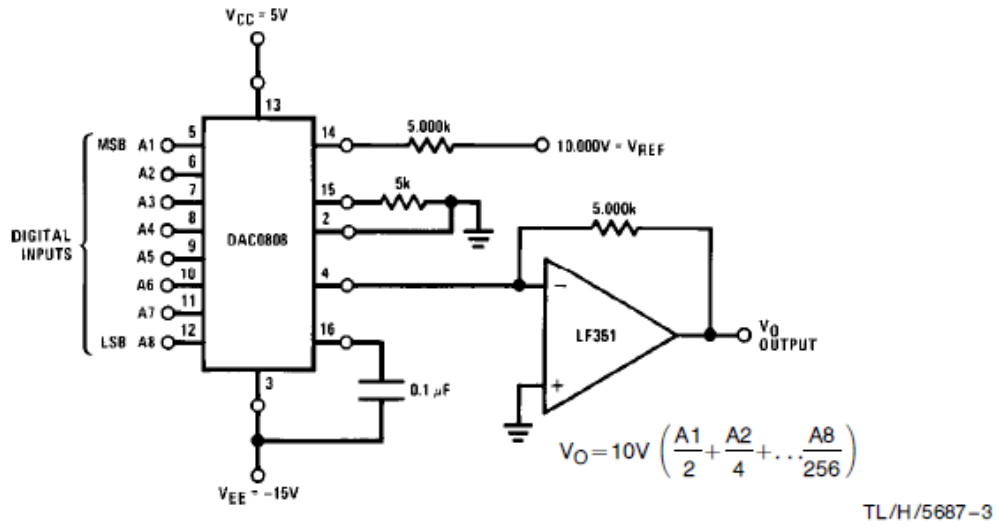 VCC = 5V
13
MSB A1 5
A2 6
A3 7
A4 8
A5 9
A6 10
A7 11
LSB A8 12
DIGITAL
INPUTS
DAC0808
14
5.000k
10.000V = VREF
15
5k
2
4
16
0.1 μF
3
VEE = -15V
5.000k
−
LF351
+
VO
OUTPUT
VO=10V (A1/2+A2/4+...A8/256)
TL/H/5687–3